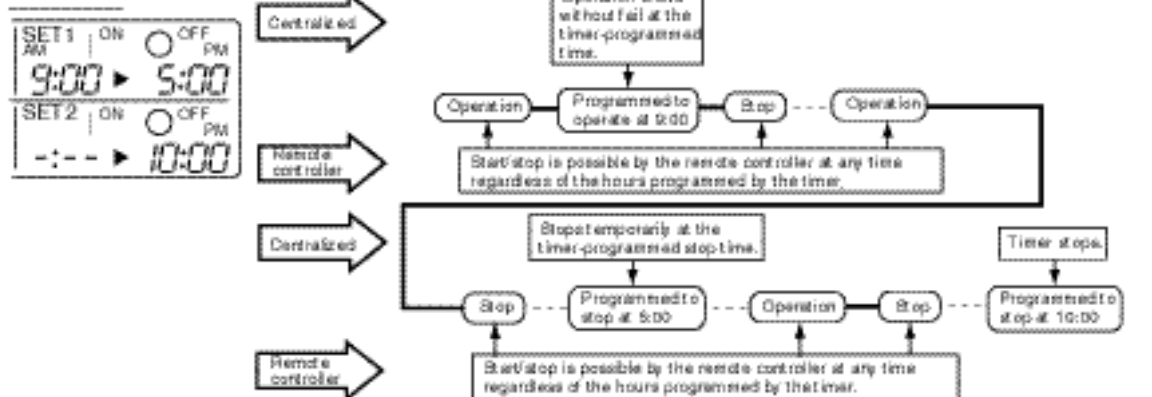 SET1 ON OFF
AM PM
9:00 ▶ 5:00
SET2 ON OFF
PM
-:-- ▶ 10:00
Centralized
without fail at the
timer-programmed
time.
Operation
Programmed to
operate at 9:00
Stop
Operation
Remote
controller
Start/stop is possible by the remote controller at any time
regardless of the hours programmed by the timer.
Centralized
Stops temporarily at the
timer-programmed stop time.
Timer stops.
Stop
Programmed to
stop at 5:00
Operation
Stop
Programmed to
stop at 10:00
Remote
controller
Start/stop is possible by the remote controller at any time
regardless of the hours programmed by the timer.